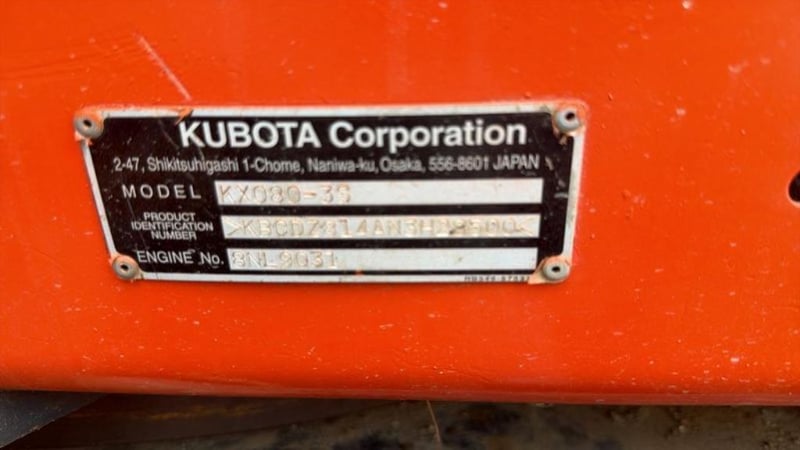 KUBOTA Corporation
2-47, Shikitsuhigashi 1-Chome, Naniwa-ku, Osaka, 556-8601 JAPAN
MODEL KX080-3S
PRODUCT
IDENTIFICATION
NUMBER
ENGINE No. 8NL9031